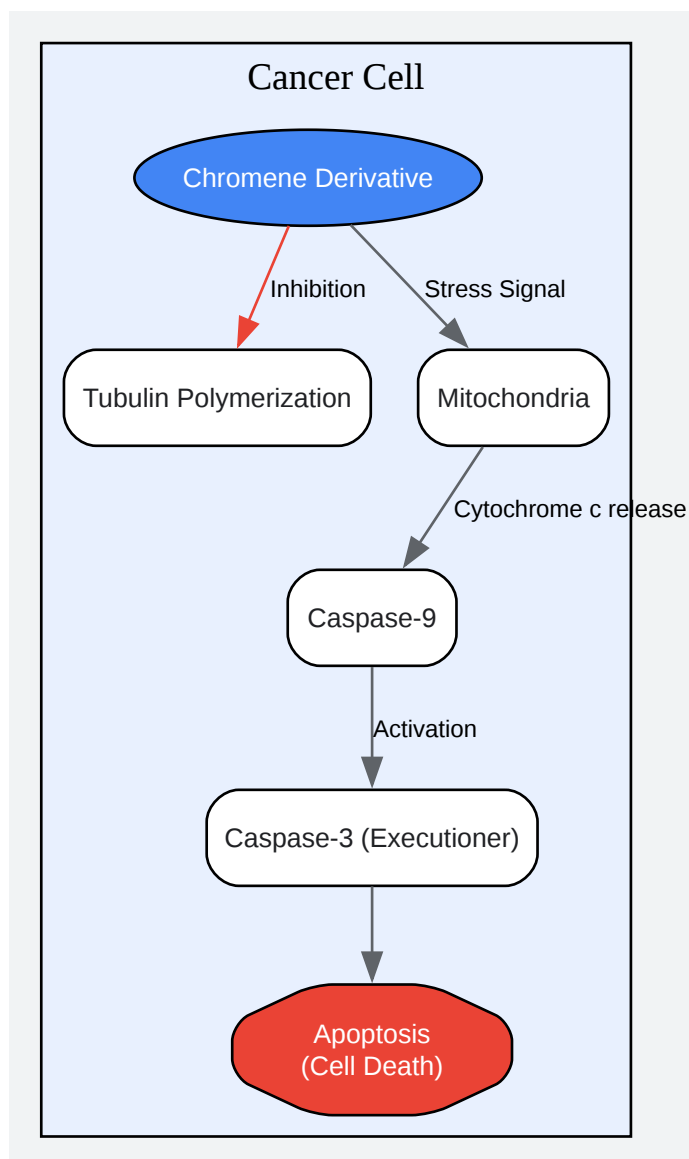 Cancer Cell
Chromene Derivative
Inhibition
Stress Signal
Tubulin Polymerization
Mitochondria
Cytochrome c release
Caspase-9
Activation
Caspase-3 (Executioner)
Apoptosis
(Cell Death)